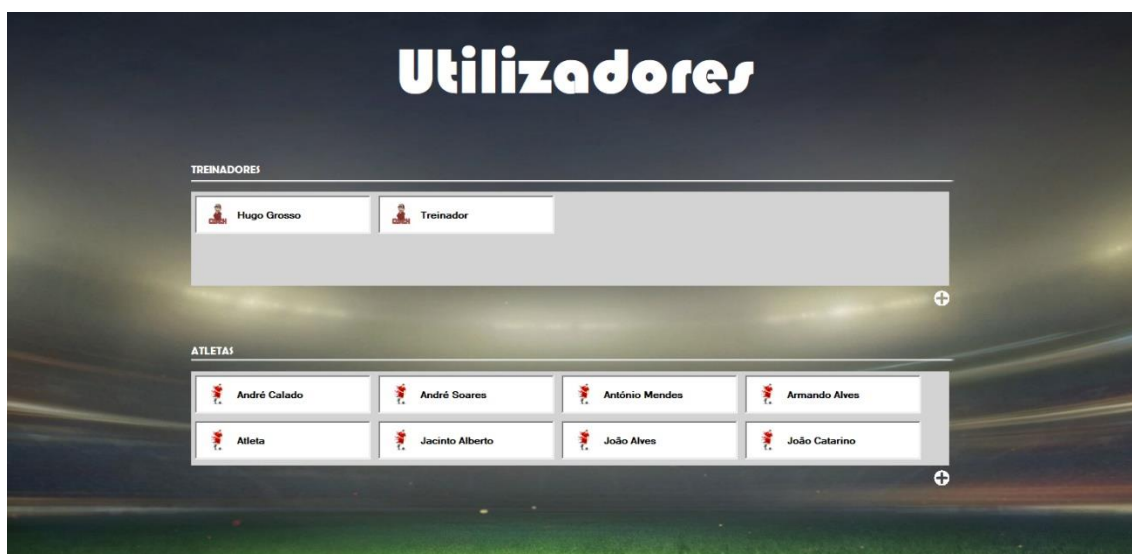 Utilizadores
TREINADORES
Hugo Grosso Treinador
ATLETAS
André Calado André Soares António Mendes Armando Alves
Atleta Jacinto Alberto João Alves João Catarino